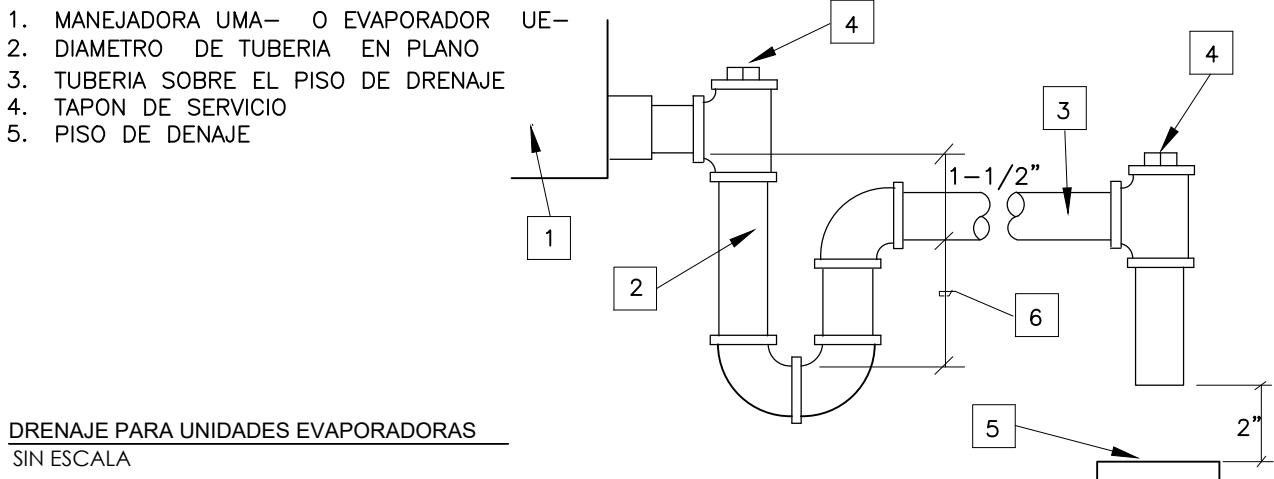 1. MANEJADORA UMA- O EVAPORADOR UE-
2. DIAMETRO DE TUBERIA EN PLANO
3. TUBERIA SOBRE EL PISO DE DRENAJE
4. TAPON DE SERVICIO
5. PISO DE DENAJE
4
4
3
1-1/2"
1
2
6
5
2"
DRENAJE PARA UNIDADES EVAPORADORAS
SIN ESCALA